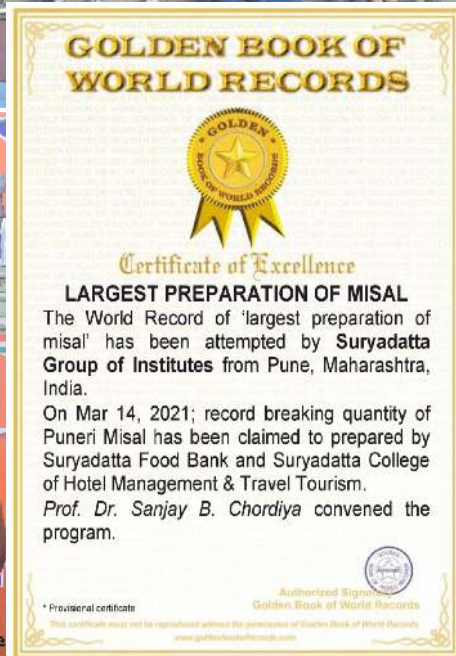 GOLDEN BOOK OF
WORLD RECORDS
GOLDEN
BOOK OF WORLD RECORDS
Certificate of Excellence
LARGEST PREPARATION OF MISAL
The World Record of 'largest preparation of
misal' has been attempted by Suryadatta
Group of Institutes from Pune, Maharashtra,
India.
On Mar 14, 2021; record breaking quantity of
Puneri Misal has been claimed to prepared by
Suryadatta Food Bank and Suryadatta College
of Hotel Management & Travel Tourism.
Prof. Dr. Sanjay B. Chordiya convened the
program.
Authorized Signatory
* Provisional certificate
Golden Book of World Records
This certificate must not be reproduced without the permission of Golden Book of World Records
www.goldenbookofrecords.com